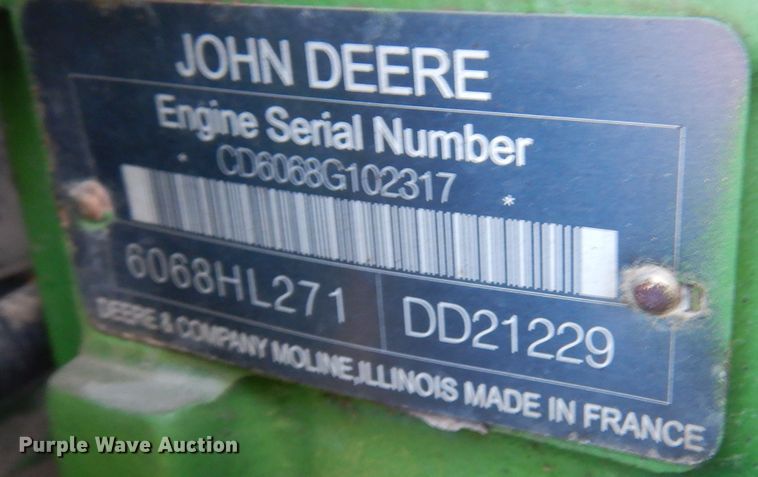 JOHN DEERE
Engine Serial Number
CD6068G102317
* *
6068HL271
DD21229
DEERE & COMPANY MOLINE,ILLINOIS MADE IN FRANCE
Purple Wave Auction